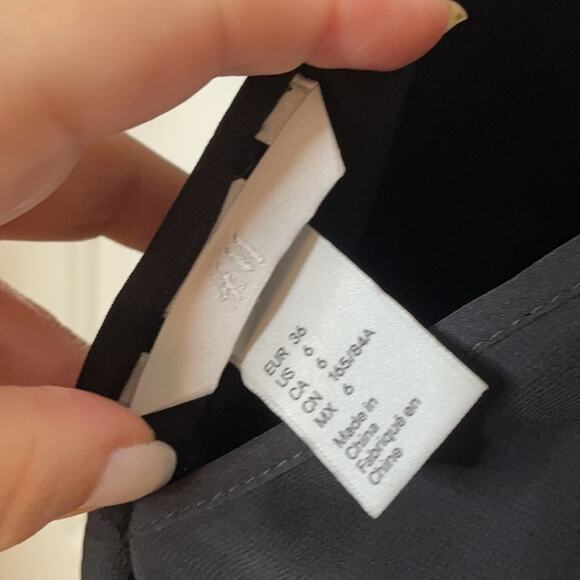 H&M
EUR 36
US 6
CA 6
CN 165/84A
MX 6
Made in
China
Fabriqué en
Chine